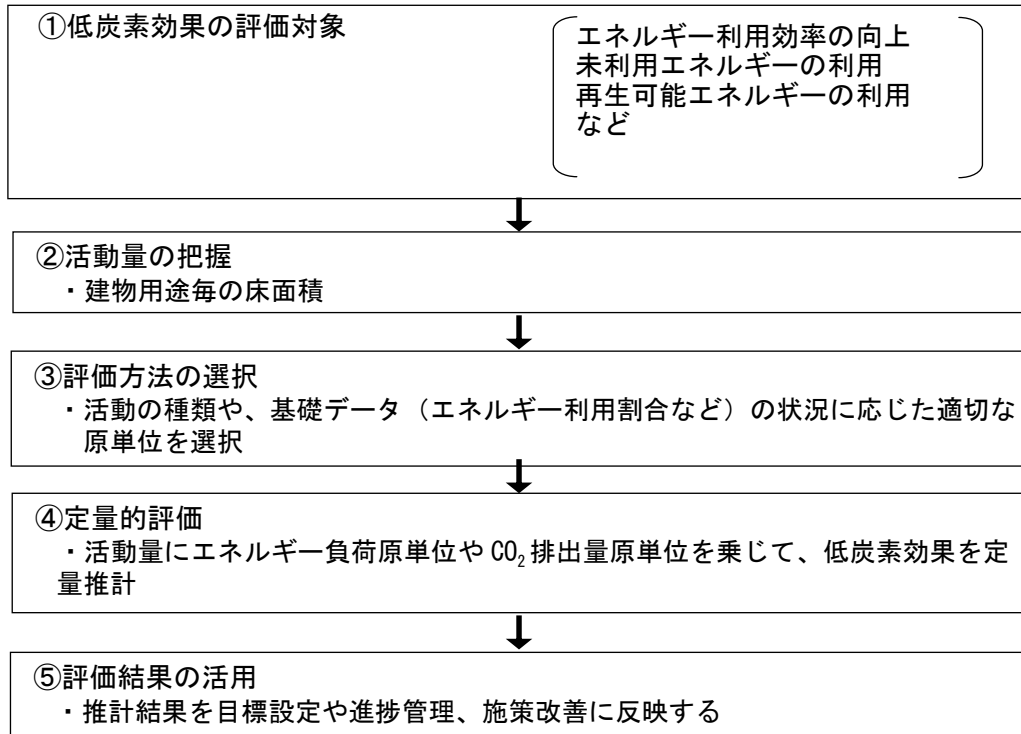 ①低炭素効果の評価対象
エネルギー利用効率の向上
未利用エネルギーの利用
再生可能エネルギーの利用
など
②活動量の把握
・建物用途毎の床面積
③評価方法の選択
・活動の種類や、基礎データ（エネルギー利用割合など）の状況に応じた適切な
原単位を選択
④定量的評価
・活動量にエネルギー負荷原単位や CO₂排出量原単位を乗じて、低炭素効果を定
量推計
⑤評価結果の活用
・推計結果を目標設定や進捗管理、施策改善に反映する